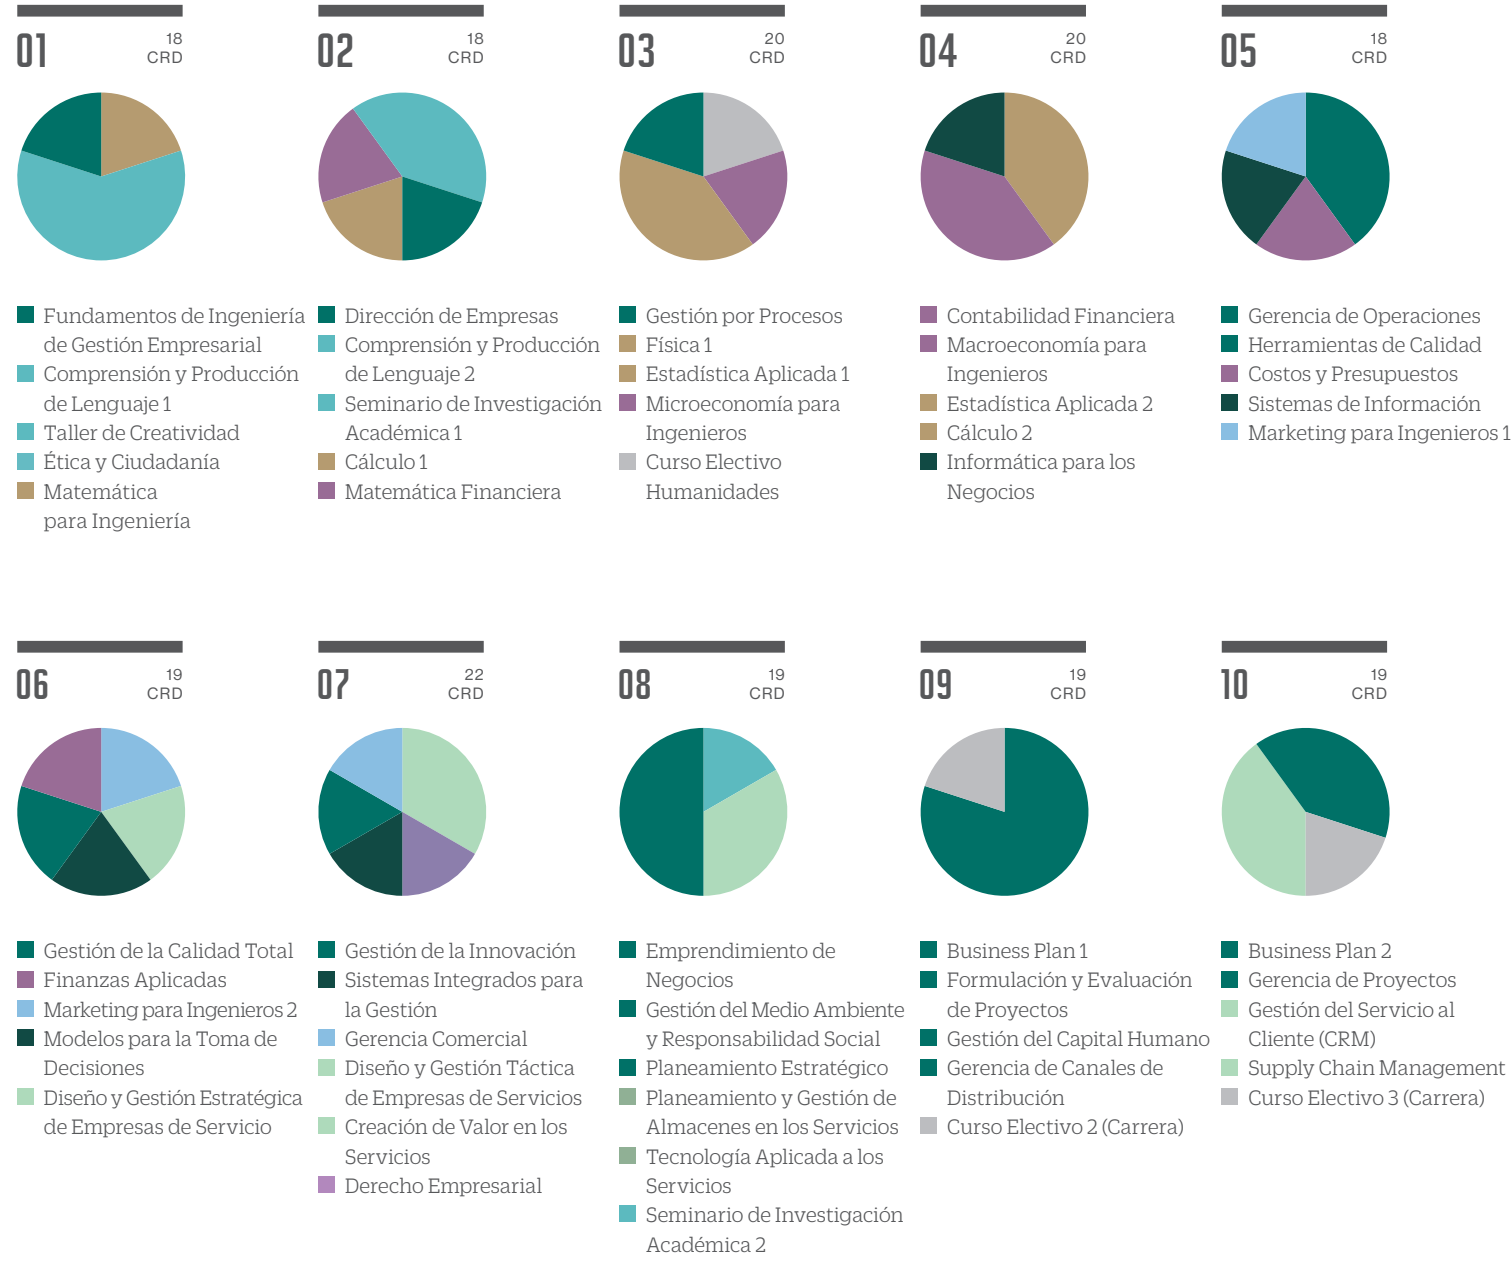 01
18
CRD
Fundamentos de Ingeniería
de Gestión Empresarial
Comprensión y Producción
de Lenguaje 1
Taller de Creatividad
Ética y Ciudadanía
Matemática
para Ingeniería
02
18
CRD
Dirección de Empresas
Comprensión y Producción
de Lenguaje 2
Seminario de Investigación
Académica 1
Cálculo 1
Matemática Financiera
03
20
CRD
Gestión por Procesos
Física 1
Estadística Aplicada 1
Microeconomía para
Ingenieros
Curso Electivo
Humanidades
04
20
CRD
Contabilidad Financiera
Macroeconomía para
Ingenieros
Estadística Aplicada 2
Cálculo 2
Informática para los
Negocios
05
18
CRD
Gerencia de Operaciones
Herramientas de Calidad
Costos y Presupuestos
Sistemas de Información
Marketing para Ingenieros 1
06
19
CRD
Gestión de la Calidad Total
Finanzas Aplicadas
Marketing para Ingenieros 2
Modelos para la Toma de
Decisiones
Diseño y Gestión Estratégica
de Empresas de Servicio
07
22
CRD
Gestión de la Innovación
Sistemas Integrados para
la Gestión
Gerencia Comercial
Diseño y Gestión Táctica
de Empresas de Servicios
Creación de Valor en los
Servicios
Derecho Empresarial
08
19
CRD
Emprendimiento de
Negocios
Gestión del Medio Ambiente
y Responsabilidad Social
Planeamiento Estratégico
Planeamiento y Gestión de
Almacenes en los Servicios
Tecnología Aplicada a los
Servicios
Seminario de Investigación
Académica 2
09
19
CRD
Business Plan 1
Formulación y Evaluación
de Proyectos
Gestión del Capital Humano
Gerencia de Canales de
Distribución
Curso Electivo 2 (Carrera)
10
19
CRD
Business Plan 2
Gerencia de Proyectos
Gestión del Servicio al
Cliente (CRM)
Supply Chain Management
Curso Electivo 3 (Carrera)